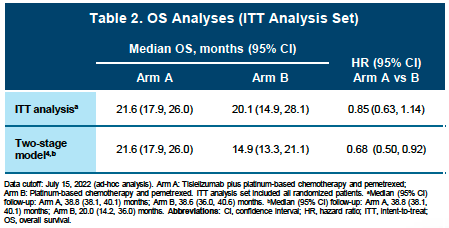 Table 2. OS Analyses (ITT Analysis Set)
Median OS, months (95% CI)
HR (95% CI)
Arm A Arm B Arm A vs B
ITT analysisᵃ 21.6 (17.9, 26.0) 20.1 (14.9, 28.1) 0.85 (0.63, 1.14)
Two-stage
model⁴,ᵇ 21.6 (17.9, 26.0) 14.9 (13.3, 21.1) 0.68 (0.50, 0.92)
Data cutoff: July 15, 2022 (ad-hoc analysis). Arm A: Tislelizumab plus platinum-based chemotherapy and pemetrexed;
Arm B: Platinum-based chemotherapy and pemetrexed. ITT analysis set included all randomized patients. ᵃMedian (95% CI)
follow-up: Arm A, 38.8 (38.1, 40.1) months; Arm B, 38.6 (36.0, 40.6) months. ᵇMedian (95% CI) follow-up: Arm A, 38.8 (38.1,
40.1) months; Arm B, 20.0 (14.2, 36.0) months. Abbreviations: CI, confidence interval; HR, hazard ratio; ITT, intent-to-treat;
OS, overall survival.